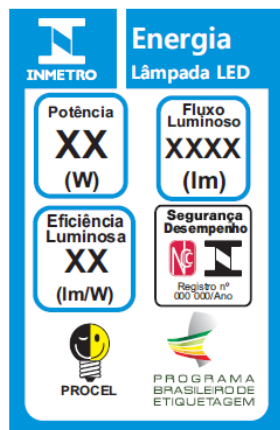 INMETRO
Energia
Lâmpada LED
Potência
XX
(W)
Fluxo
Luminoso
XXXX
(lm)
Eficiência
Luminosa
XX
(lm/W)
Segurança
Desempenho
NCC
Registro nº
000 000/Ano
PROCEL
PROGRAMA
BRASILEIRO DE
ETIQUETAGEM